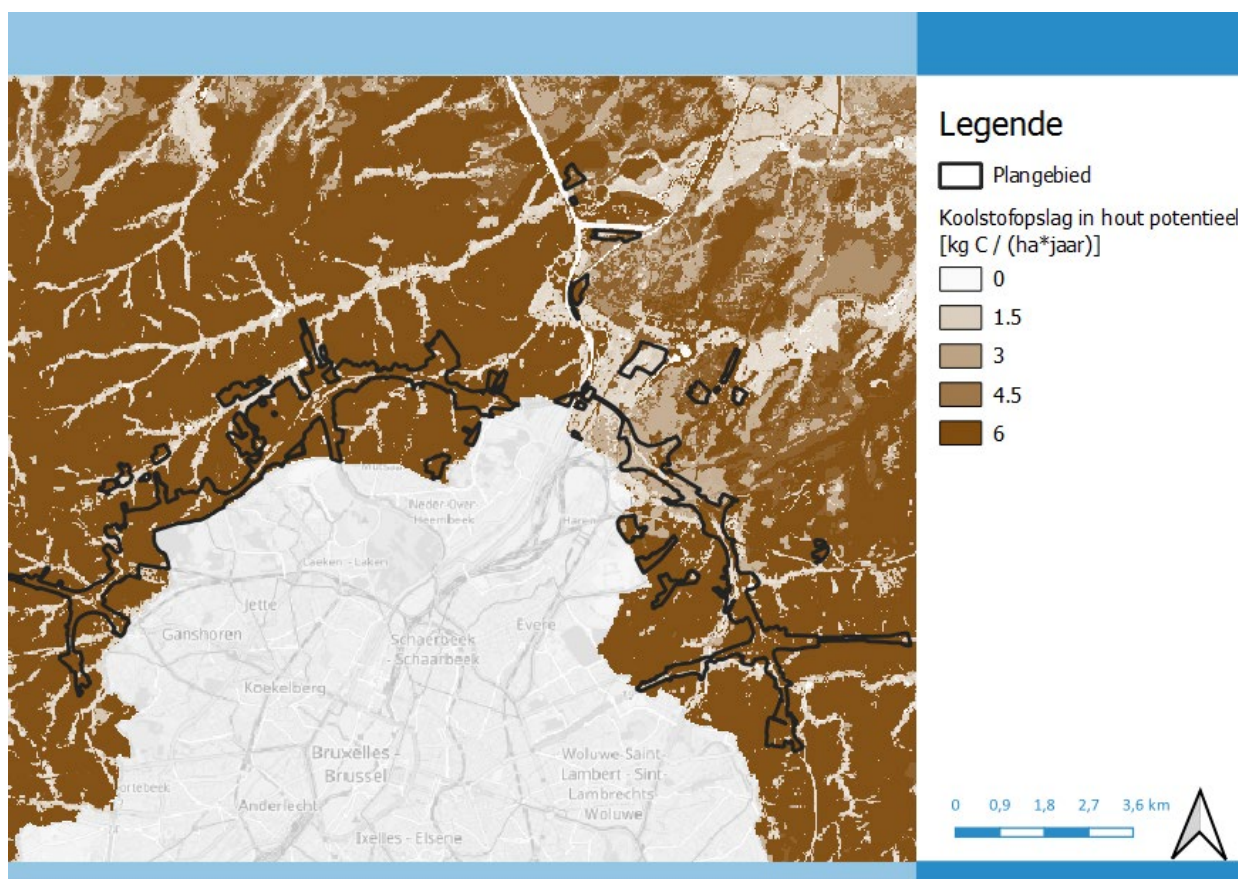 Legende
Plangebied
Koolstofopslag in hout potentieel
[kg C / (ha*jaar)]
0
1.5
3
4.5
6
Neder-Over-
Heembeek
Haren
Laeken - Laken
Jette
Ganshoren
Evere
Schaerbeek
- Schaarbeek
Koekelberg
Bruxelles -
Brussel
Woluwe-Saint-
Lambert - Sint-
Lambrechts-
Woluwe
Anderlecht
Ixelles - Elsene
0 0,9 1,8 2,7 3,6 km